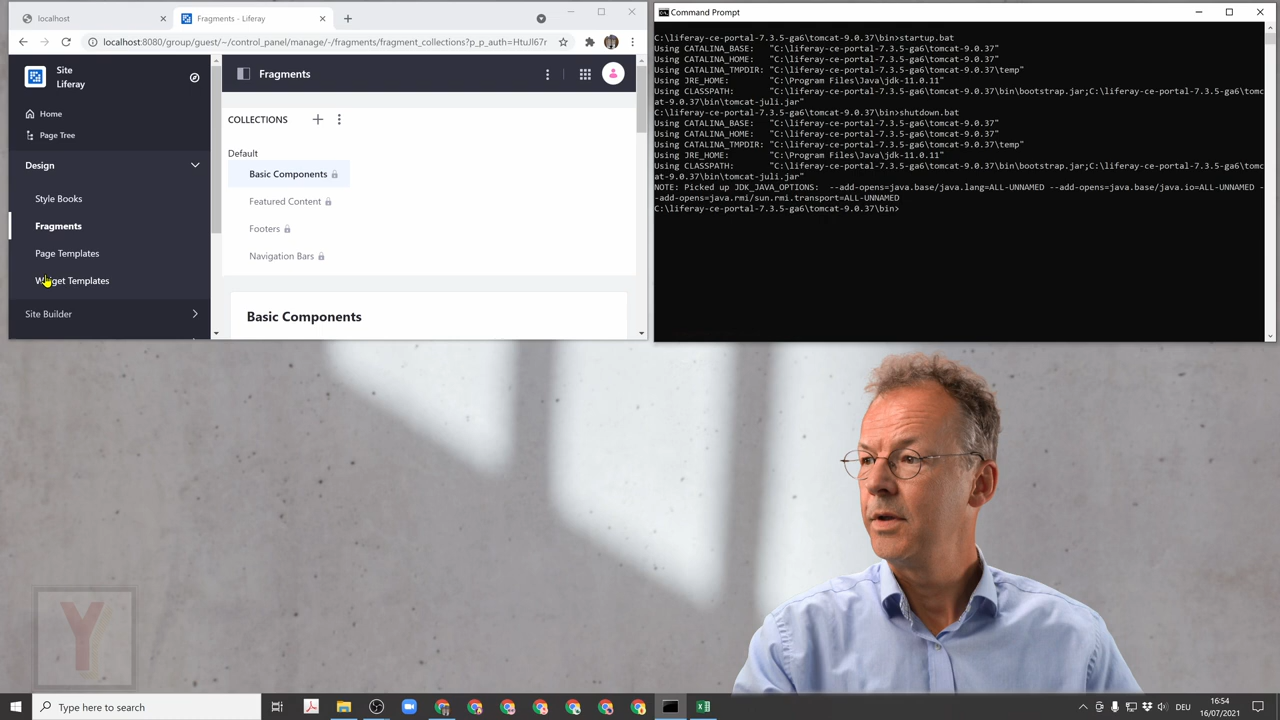 localhost
Fragments - Liferay
localhost:8080/group/guest/~/control_panel/manage/-/fragments/fragment_collections?p_p_auth=HtuJl67r
Site
Liferay
Home
Page Tree
Design
Style Books
Fragments
Page Templates
Widget Templates
Site Builder
Fragments
COLLECTIONS
Default
Basic Components
Featured Content
Footers
Navigation Bars
Basic Components
Command Prompt
C:\liferay-ce-portal-7.3.5-ga6\tomcat-9.0.37\bin>startup.bat
Using CATALINA_BASE: "C:\liferay-ce-portal-7.3.5-ga6\tomcat-9.0.37"
Using CATALINA_HOME: "C:\liferay-ce-portal-7.3.5-ga6\tomcat-9.0.37"
Using CATALINA_TMPDIR: "C:\liferay-ce-portal-7.3.5-ga6\tomcat-9.0.37\temp"
Using JRE_HOME: "C:\Program Files\Java\jdk-11.0.11"
Using CLASSPATH: "C:\liferay-ce-portal-7.3.5-ga6\tomcat-9.0.37\bin\bootstrap.jar;C:\liferay-ce-portal-7.3.5-ga6\tomc
at-9.0.37\bin\tomcat-juli.jar"
C:\liferay-ce-portal-7.3.5-ga6\tomcat-9.0.37\bin>shutdown.bat
Using CATALINA_BASE: "C:\liferay-ce-portal-7.3.5-ga6\tomcat-9.0.37"
Using CATALINA_HOME: "C:\liferay-ce-portal-7.3.5-ga6\tomcat-9.0.37"
Using CATALINA_TMPDIR: "C:\liferay-ce-portal-7.3.5-ga6\tomcat-9.0.37\temp"
Using JRE_HOME: "C:\Program Files\Java\jdk-11.0.11"
Using CLASSPATH: "C:\liferay-ce-portal-7.3.5-ga6\tomcat-9.0.37\bin\bootstrap.jar;C:\liferay-ce-portal-7.3.5-ga6\tomc
at-9.0.37\bin\tomcat-juli.jar"
NOTE: Picked up JDK_JAVA_OPTIONS: --add-opens=java.base/java.lang=ALL-UNNAMED --add-opens=java.base/java.io=ALL-UNNAMED -
-add-opens=java.rmi/sun.rmi.transport=ALL-UNNAMED
C:\liferay-ce-portal-7.3.5-ga6\tomcat-9.0.37\bin>
Y
Type here to search
DEU
16:54
16/07/2021